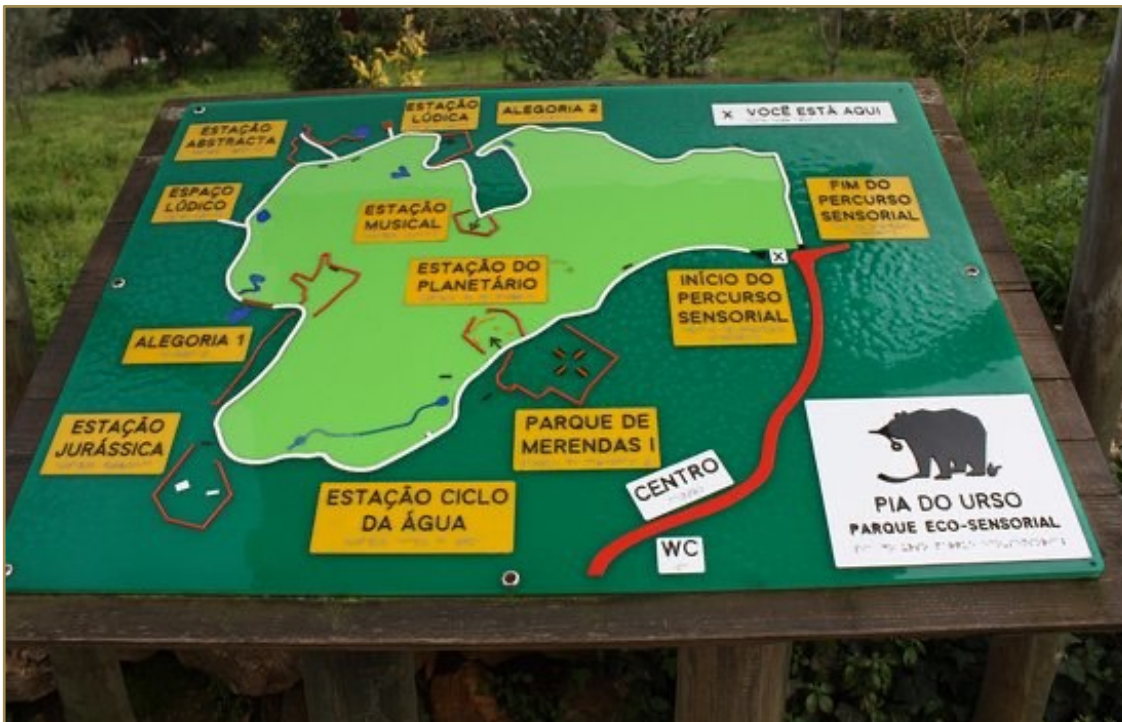 ESTAÇÃO
LÚDICA
ALEGORIA 2
X VOCÊ ESTÁ AQUI
ESTAÇÃO
ABSTRACTA
ESPAÇO
LÚDICO
ESTAÇÃO
MUSICAL
FIM DO
PERCURSO
SENSORIAL
ESTAÇÃO DO
PLANETÁRIO
X
INÍCIO DO
PERCURSO
SENSORIAL
ALEGORIA 1
ESTAÇÃO
JURÁSSICA
PARQUE DE
MERENDAS I
ESTAÇÃO CICLO
DA ÁGUA
CENTRO
WC
PIA DO URSO
PARQUE ECO-SENSORIAL